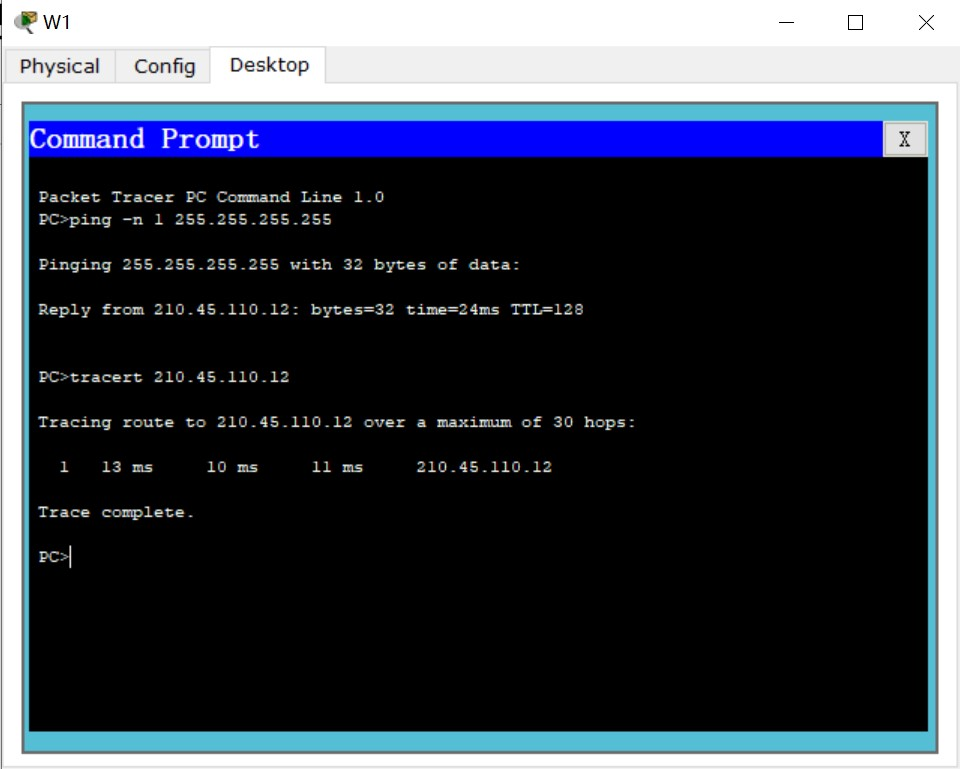 W1
Physical Config Desktop
Command Prompt X
Packet Tracer PC Command Line 1.0
PC>ping -n 1 255.255.255.255
Pinging 255.255.255.255 with 32 bytes of data:
Reply from 210.45.110.12: bytes=32 time=24ms TTL=128
PC>tracert 210.45.110.12
Tracing route to 210.45.110.12 over a maximum of 30 hops:
1 13 ms 10 ms 11 ms 210.45.110.12
Trace complete.
PC>